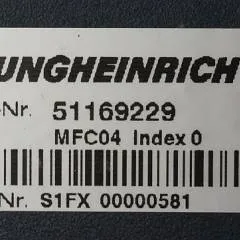 UNGHEINRICH
-Nr. 51169229
MFC04 Index 0
Nr. S1FX 00000581